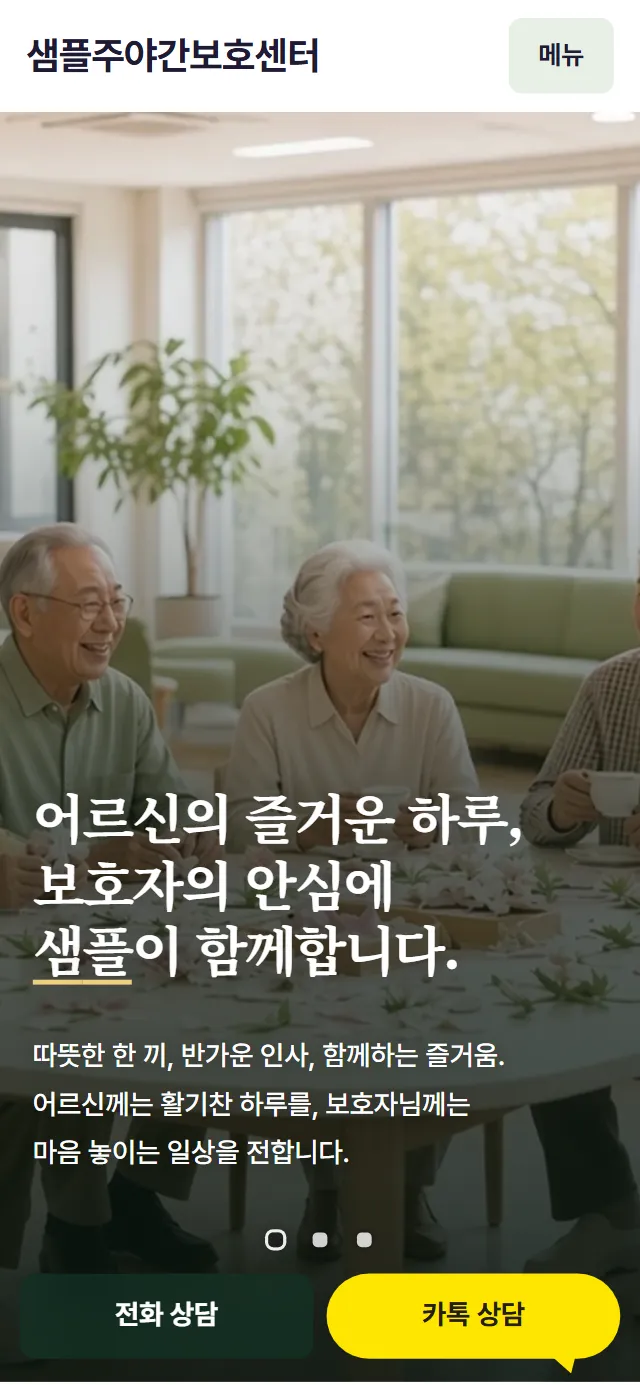 샘플주야간보호센터
메뉴
어르신의 즐거운 하루,
보호자의 안심에
샘플이 함께합니다.
따뜻한 한 끼, 반가운 인사, 함께하는 즐거움.
어르신께는 활기찬 하루를, 보호자님께는
마음 놓이는 일상을 전합니다.
전화 상담
카톡 상담